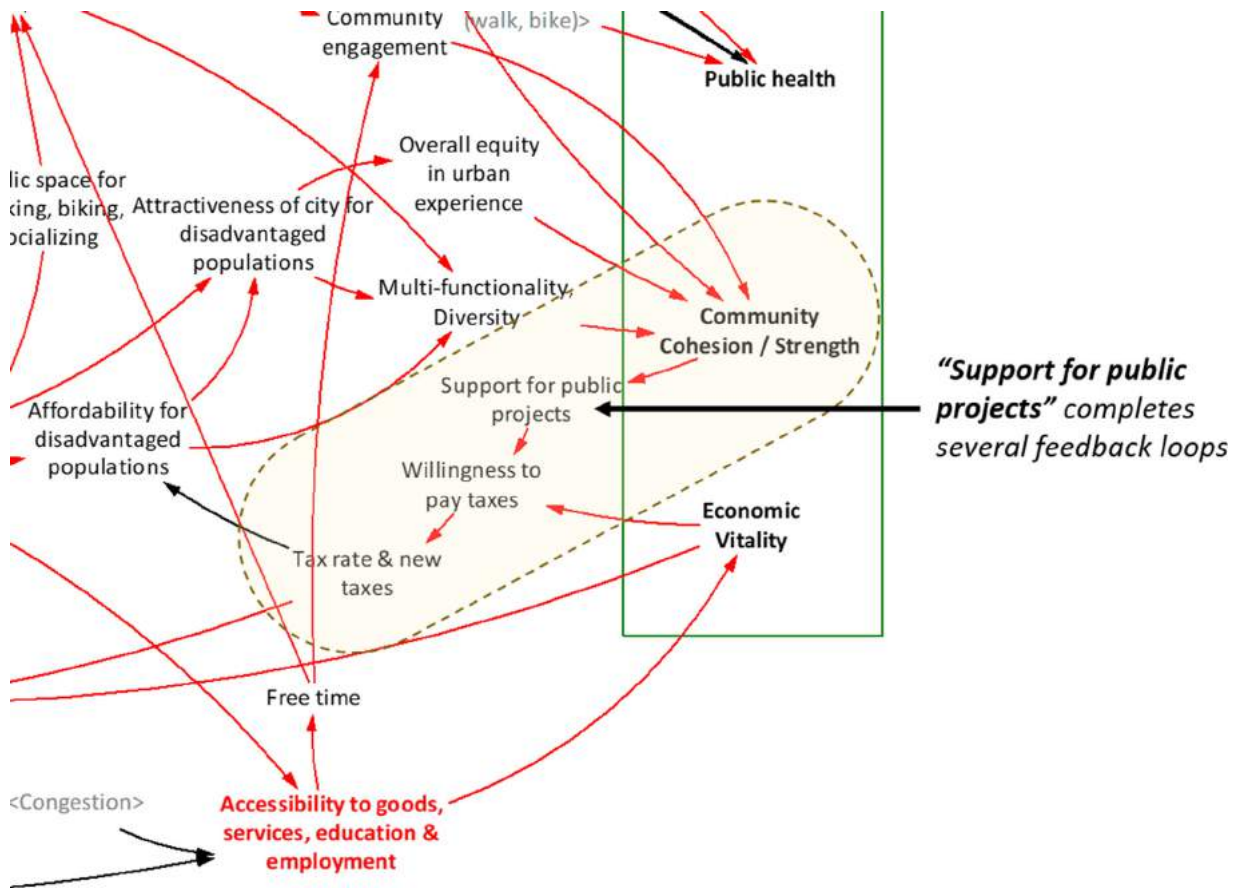 Community
engagement
(walk, bike)>
Public health
Overall equity
in urban
experience
lic space for
king, biking,
ocializing
Attractiveness of city for
disadvantaged
populations
Multi-functionality,
Diversity
Community
Cohesion / Strength
Support for public
projects
“Support for public
projects” completes
several feedback loops
Affordability for
disadvantaged
populations
Willingness to
pay taxes
Economic
Vitality
Tax rate & new
taxes
Free time
<Congestion>
Accessibility to goods,
services, education &
employment